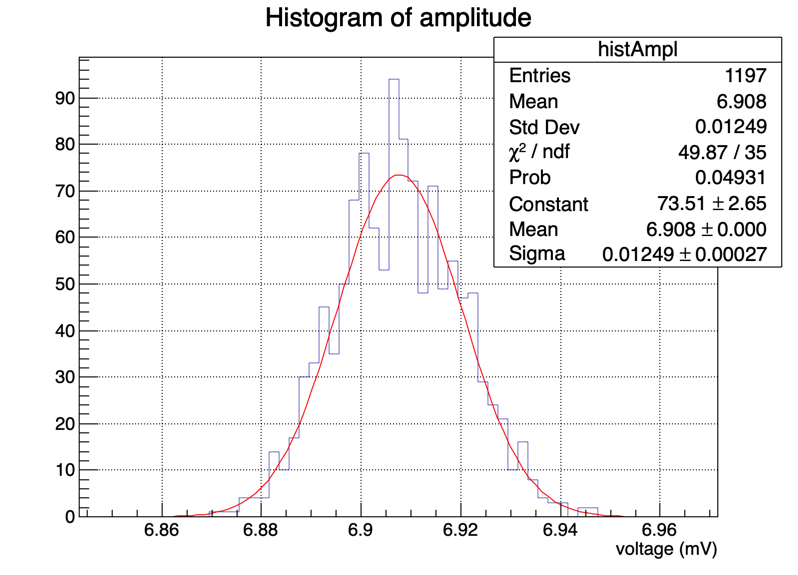 Histogram of amplitude
histAmpl
Entries 1197
Mean 6.908
Std Dev 0.01249
χ² / ndf 49.87 / 35
Prob 0.04931
Constant 73.51 ± 2.65
Mean 6.908 ± 0.000
Sigma 0.01249 ± 0.00027
90
80
70
60
50
40
30
20
10
0
6.86 6.88 6.9 6.92 6.94 6.96
voltage (mV)